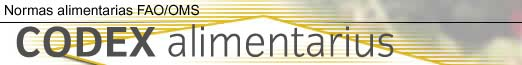 Normas alimentarias FAO/OMS
CODEX alimentarius